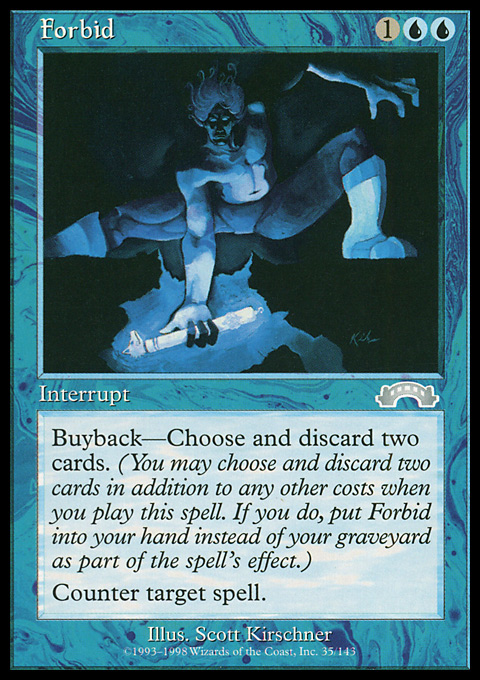 Forbid
1
Interrupt
Buyback—Choose and discard two
cards. (You may choose and discard two
cards in addition to any other costs when
you play this spell. If you do, put Forbid
into your hand instead of your graveyard
as part of the spell's effect.)
Counter target spell.
Illus. Scott Kirschner
©1993–1998 Wizards of the Coast, Inc. 35/143